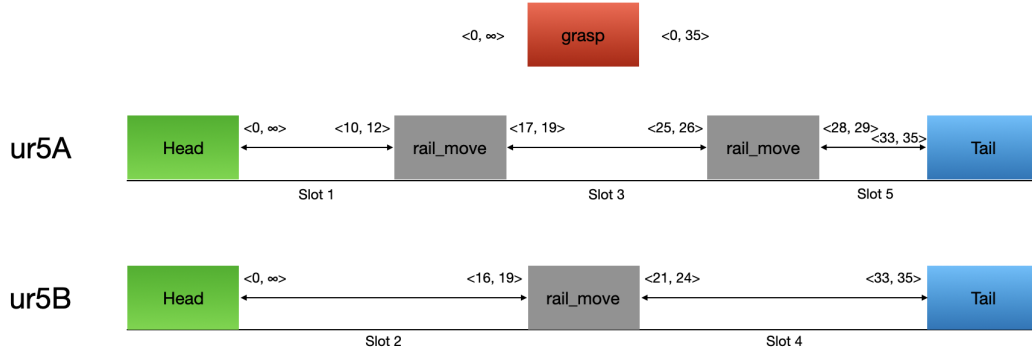 <0, ∞> grasp <0, 35>
<0, ∞> <10, 12> <17, 19> <25, 26> <28, 29>
ur5A Head rail_move rail_move <33, 35> Tail
Slot 1 Slot 3 Slot 5
<0, ∞> <16, 19> <21, 24> <33, 35>
ur5B Head rail_move Tail
Slot 2 Slot 4